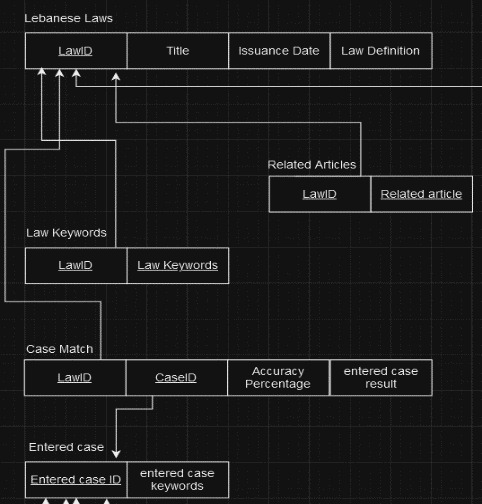 Lebanese Laws
LawID Title Issuance Date Law Definition
Related Articles
LawID Related article
Law Keywords
LawID Law Keywords
Case Match
LawID CaseID Accuracy Percentage entered case result
Entered case
Entered case ID entered case keywords